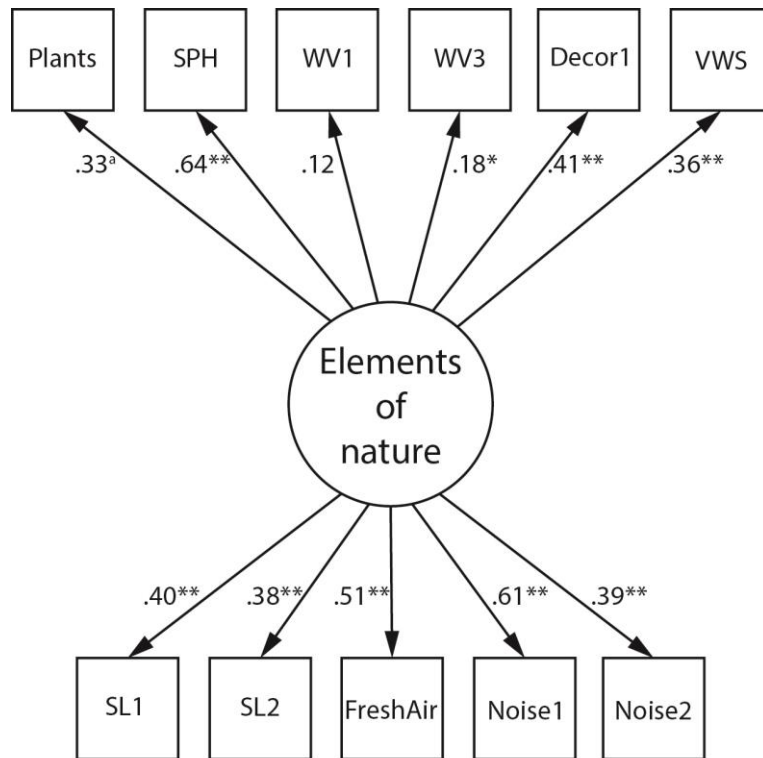 Plants SPH WV1 WV3 Decor1 VWS
.33ᵃ .64** .12 .18* .41** .36**
Elements
of
nature
.40** .38** .51** .61** .39**
SL1 SL2 FreshAir Noise1 Noise2